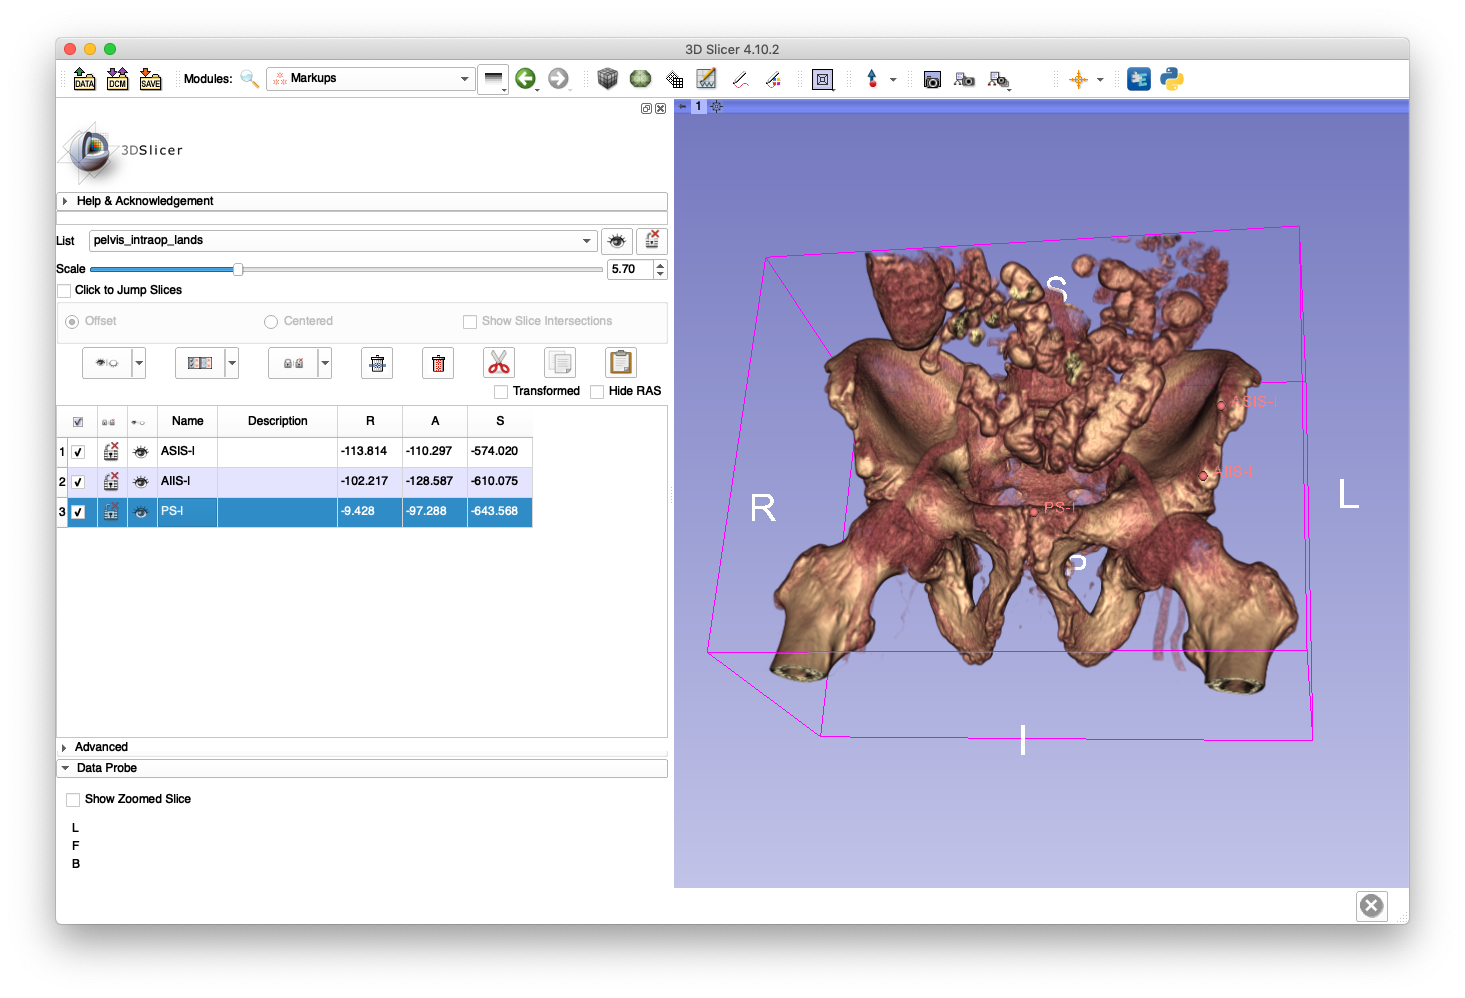 3D Slicer 4.10.2
DATA DCM SAVE Modules: Markups
1
3DSlicer
Help & Acknowledgement
List pelvis_intraop_lands
Scale 5.70
Click to Jump Slices
Offset Centered Show Slice Intersections
Transformed Hide RAS
Name Description R A S
1 ASIS-l -113.814 -110.297 -574.020
2 AIIS-l -102.217 -128.587 -610.075
3 PS-l -9.428 -97.288 -643.568
Advanced
Data Probe
Show Zoomed Slice
L
F
B
S
ASIS-l
AIIS-l
R
PS-l
L
P
I